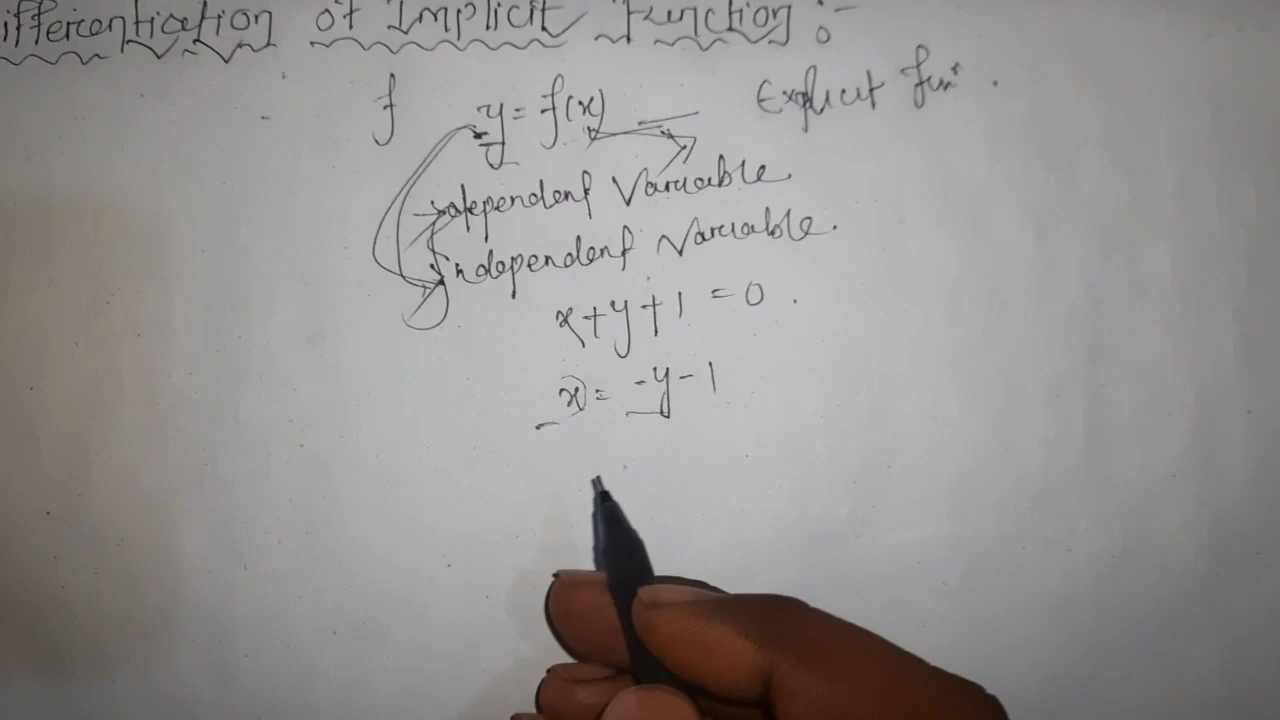 ifferentiation of Implicit Function :-
f y = f(x) Explicit fun
dependent Variable.
Independent Variable.
x+y+1 = 0 .
x = -y-1